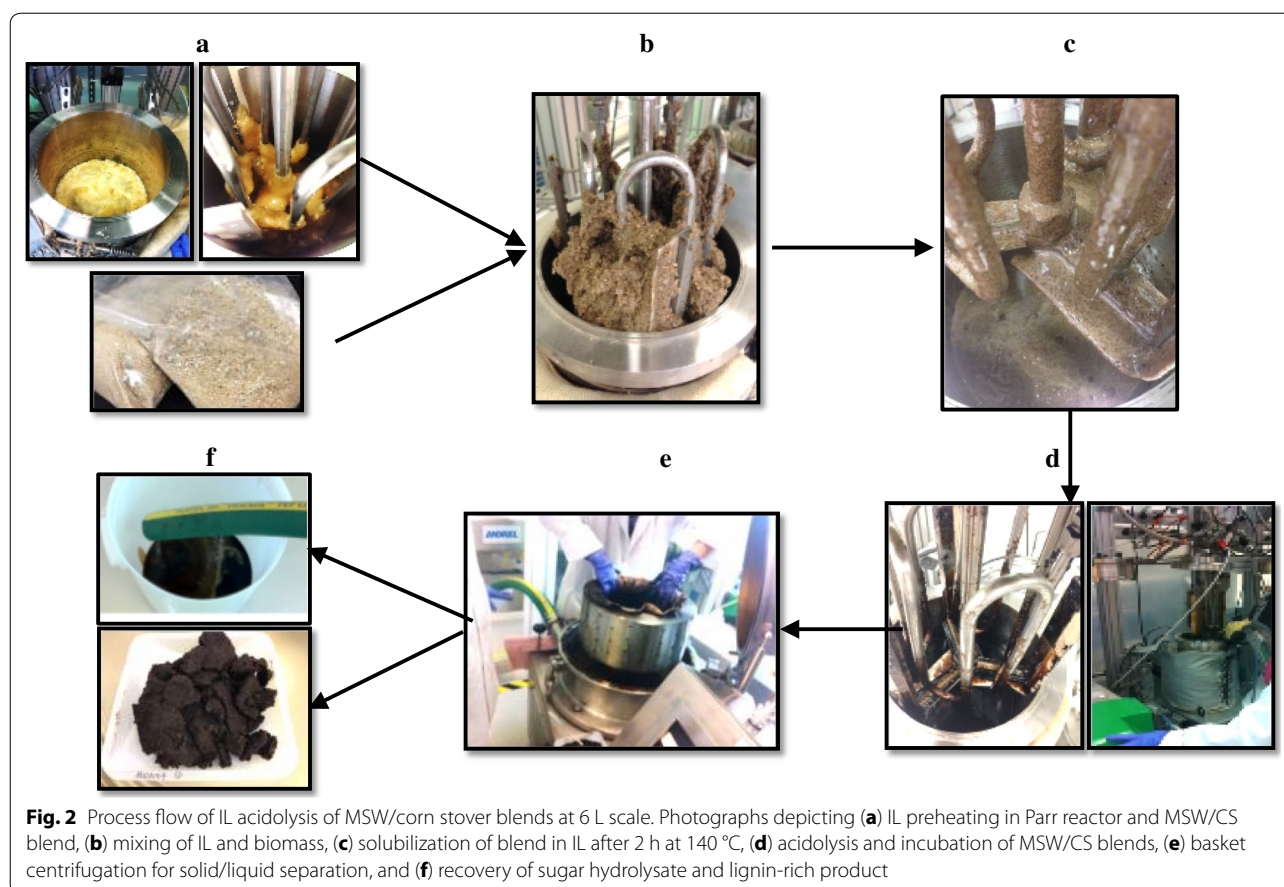 a
b
c
f
e
d
ANDRITZ
Fig. 2 Process flow of IL acidolysis of MSW/corn stover blends at 6 L scale. Photographs depicting (a) IL preheating in Parr reactor and MSW/CS
blend, (b) mixing of IL and biomass, (c) solubilization of blend in IL after 2 h at 140 °C, (d) acidolysis and incubation of MSW/CS blends, (e) basket
centrifugation for solid/liquid separation, and (f) recovery of sugar hydrolysate and lignin-rich product